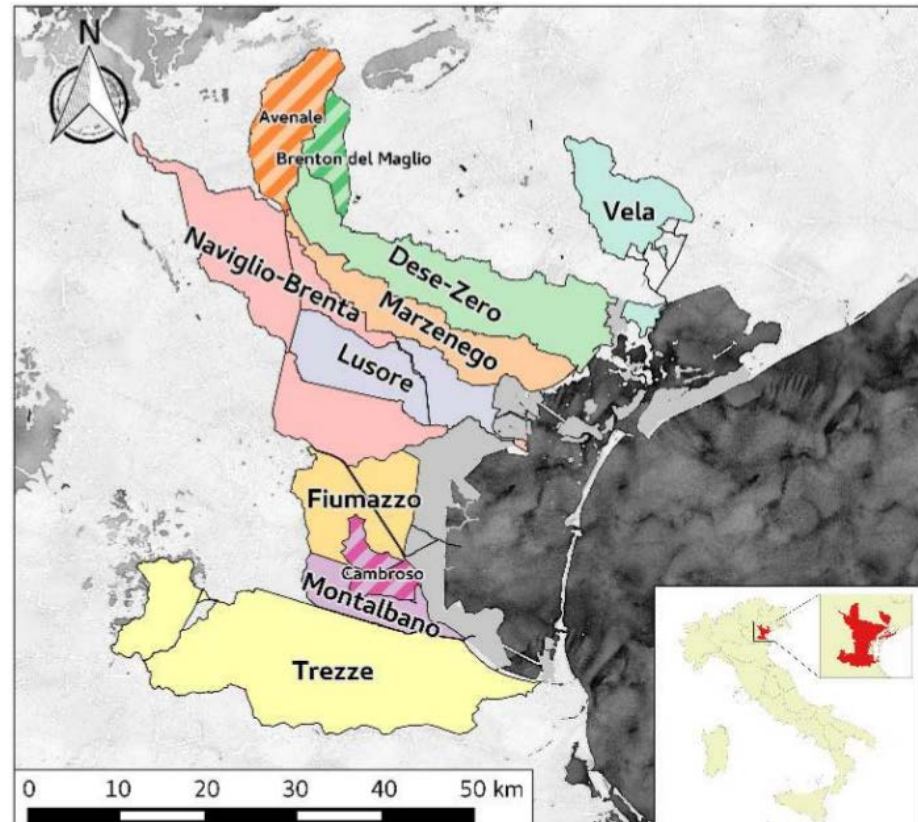 N
Avenale
Brenton del Maglio
Vela
Naviglio-Brenta
Dese-Zero
Marzenego
Lusore
Fiumazzo
Cambroso
Montalbano
Trezze
0 10 20 30 40 50 km